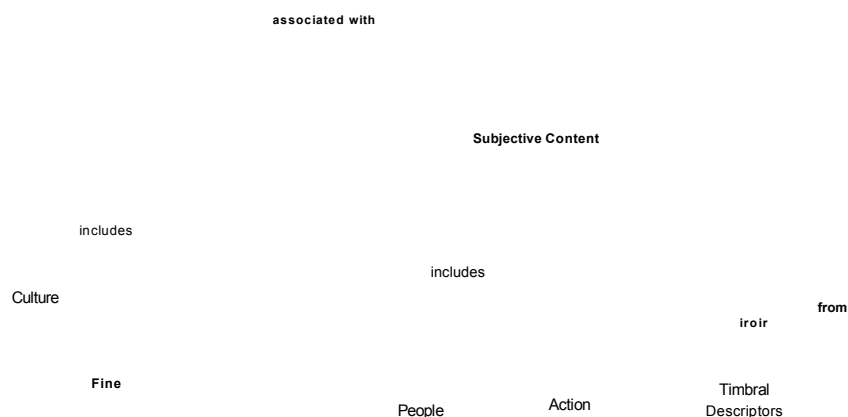 associated with
Subjective Content
includes
includes
Culture
from
iroir
Fine
Timbral
People
Action
Descriptors